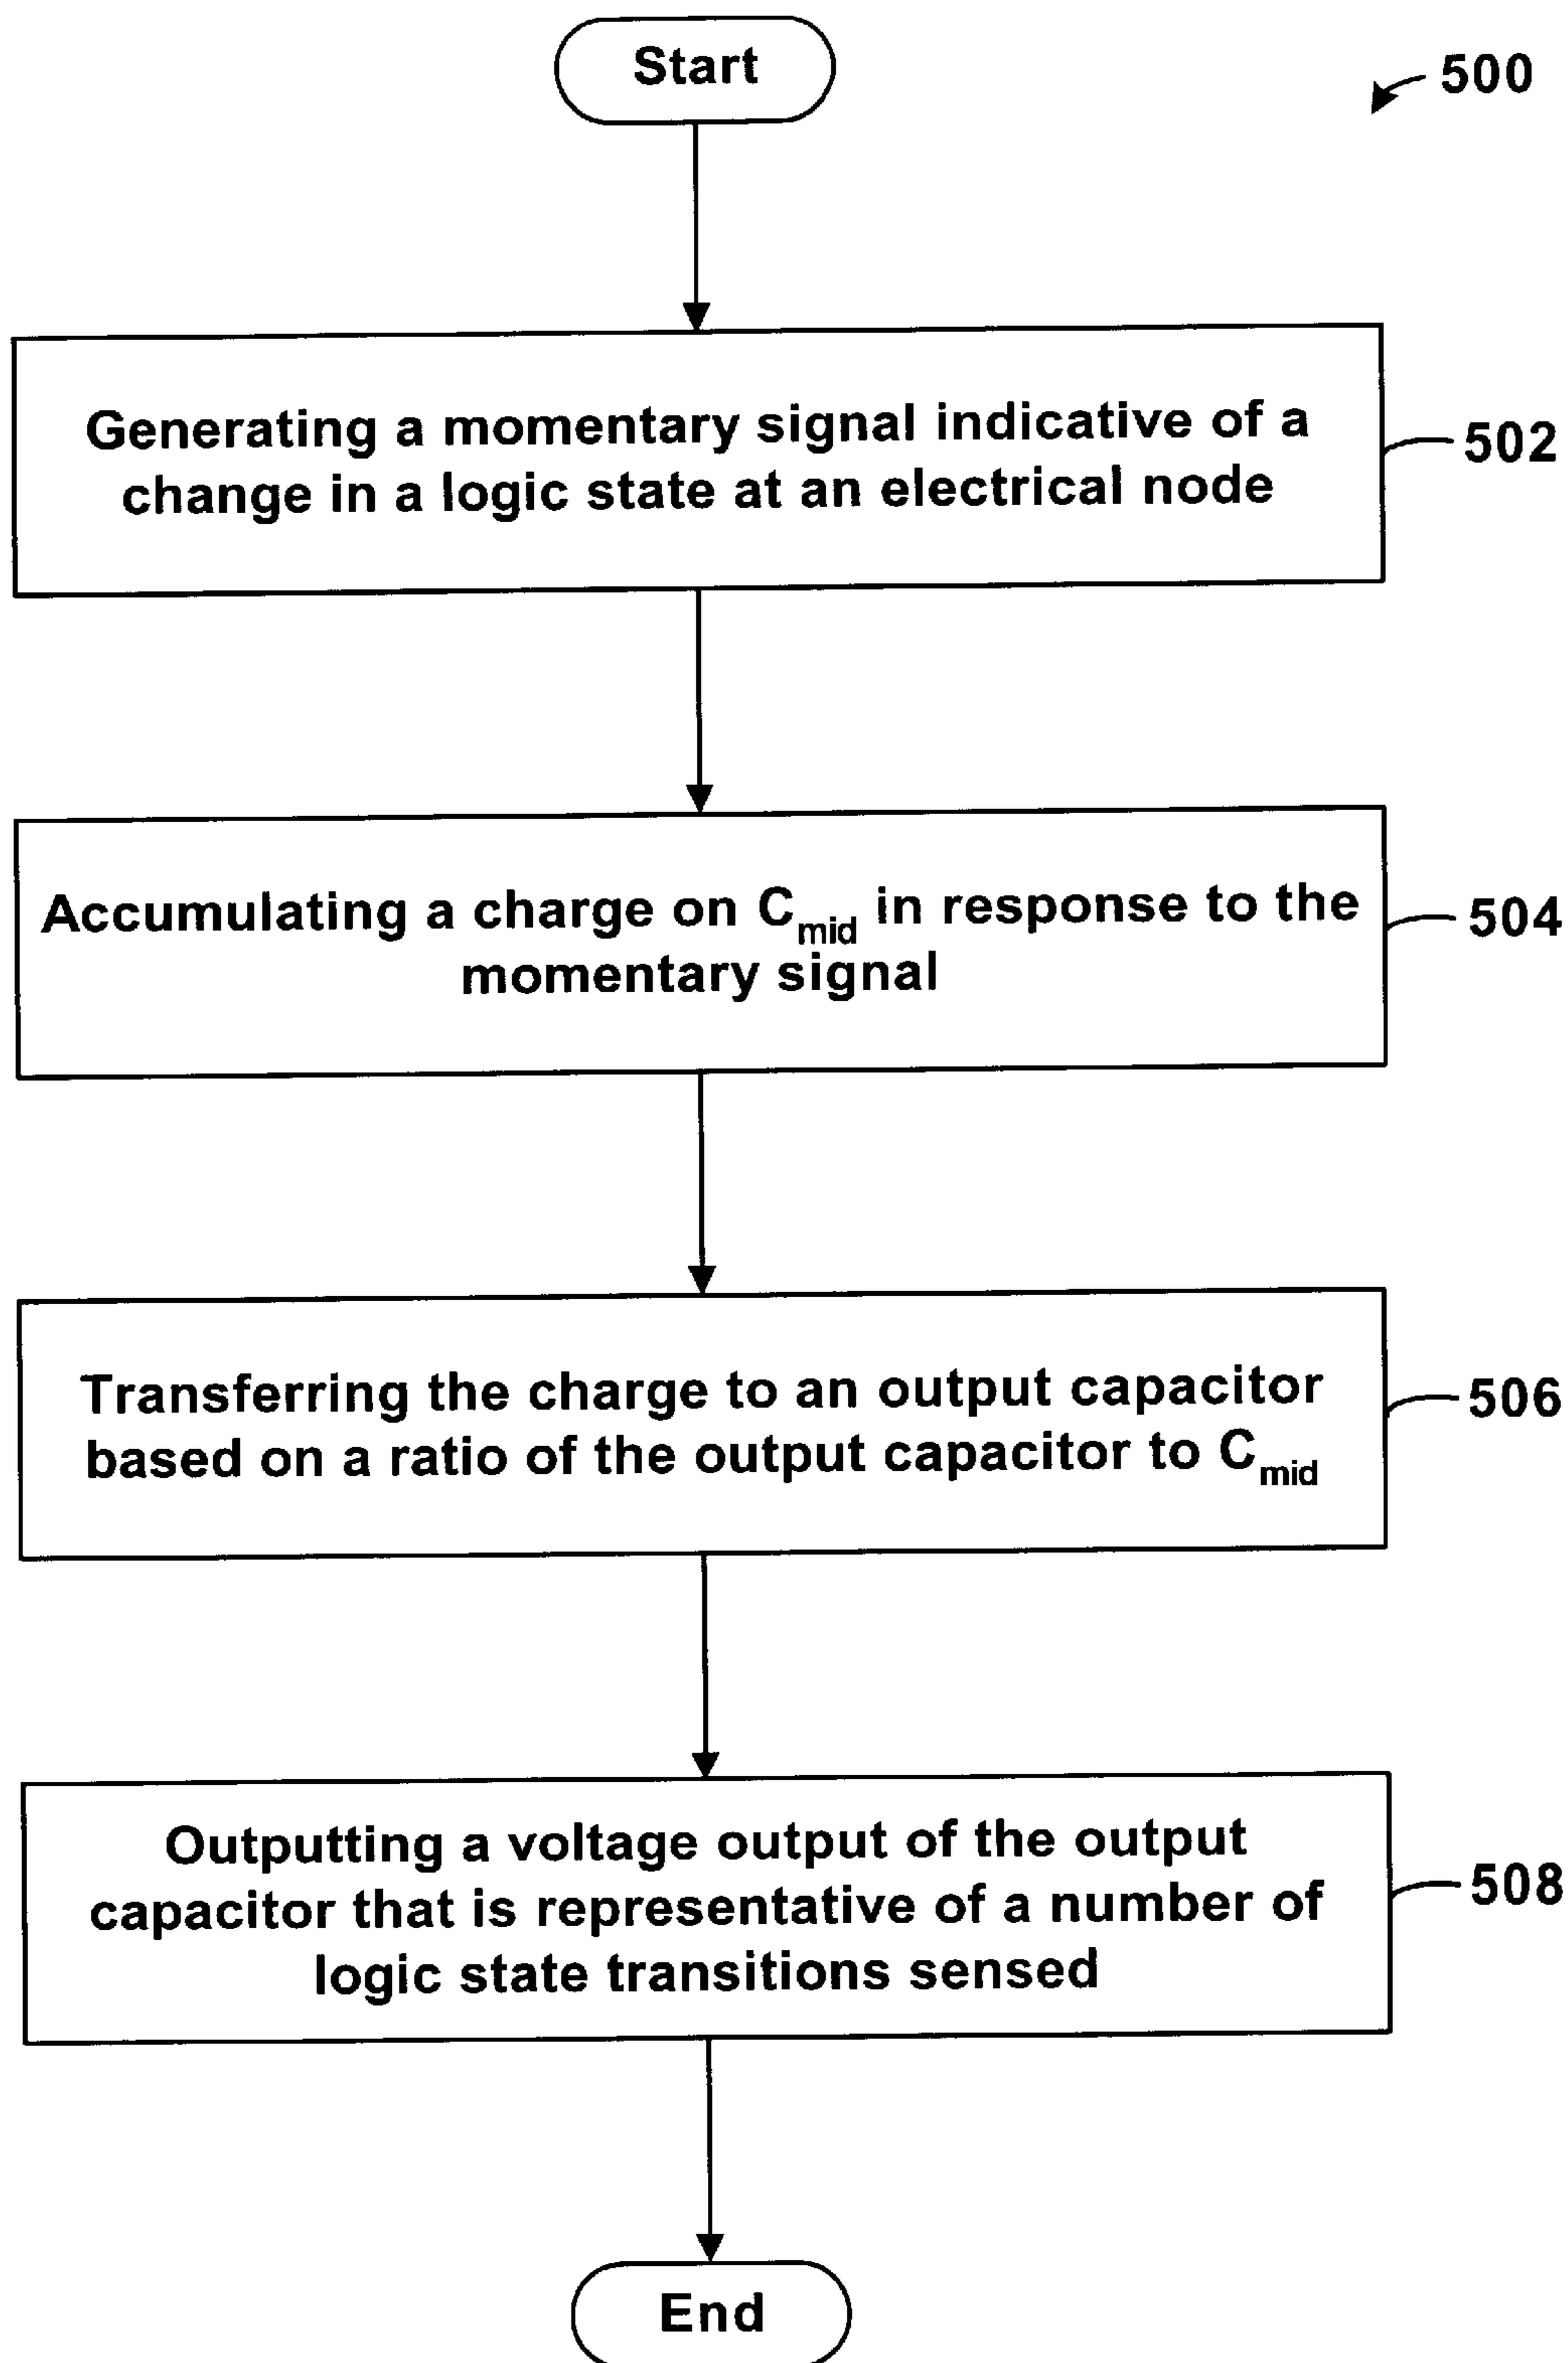 Start
500
Generating a momentary signal indicative of a
change in a logic state at an electrical node
502
Accumulating a charge on Cmid in response to the
momentary signal
504
Transferring the charge to an output capacitor
based on a ratio of the output capacitor to Cmid
506
Outputting a voltage output of the output
capacitor that is representative of a number of
logic state transitions sensed
508
End